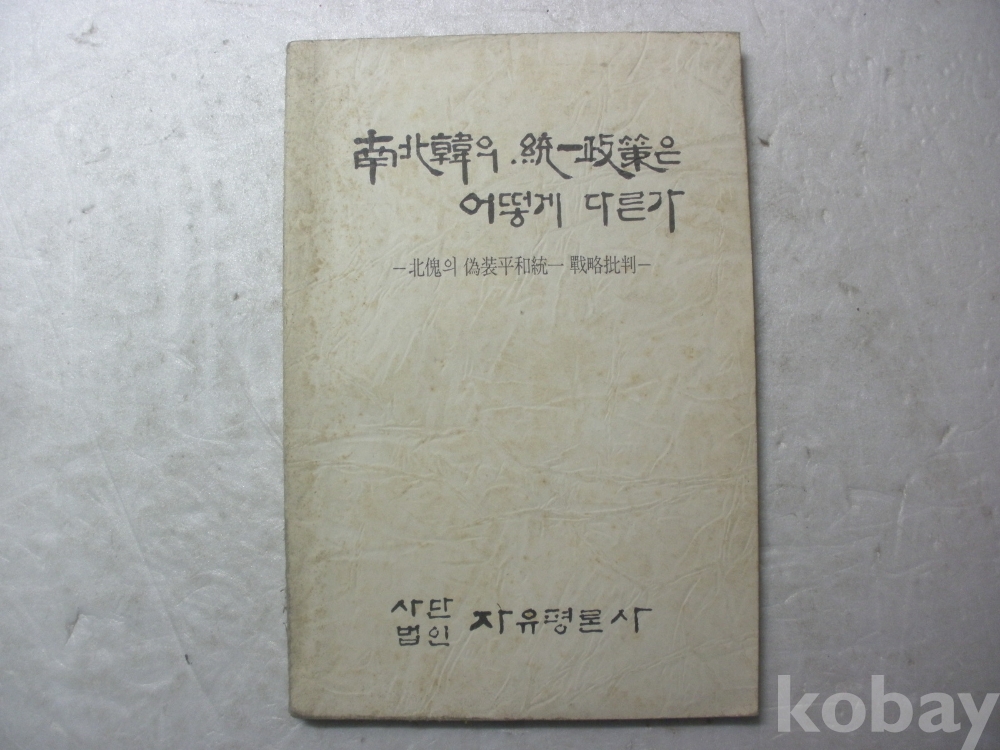 南北韓의 統一政策은
어떻게 다른가
—北傀의 偽装平和統一 戰略批判—
사단
법인 자유평론사
kobay